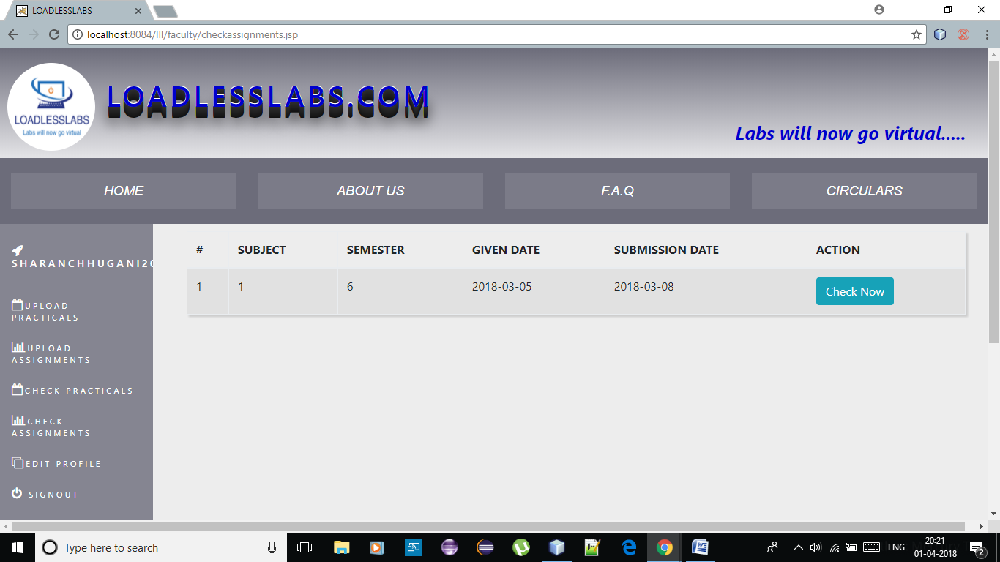 LOADLESSLABS
localhost:8084/lll/faculty/checkassignments.jsp
LOADLESSLABS
Labs will now go virtual
LOADLESSLABS.COM
Labs will now go virtual.....
HOME ABOUT US F.A.Q CIRCULARS
SHARANCHHUGANI20
UPLOAD
PRACTICALS
UPLOAD
ASSIGNMENTS
CHECK PRACTICALS
CHECK
ASSIGNMENTS
EDIT PROFILE
SIGNOUT
# SUBJECT SEMESTER GIVEN DATE SUBMISSION DATE ACTION
1 1 6 2018-03-05 2018-03-08 Check Now
Type here to search
ENG
20:21
01-04-2018
2